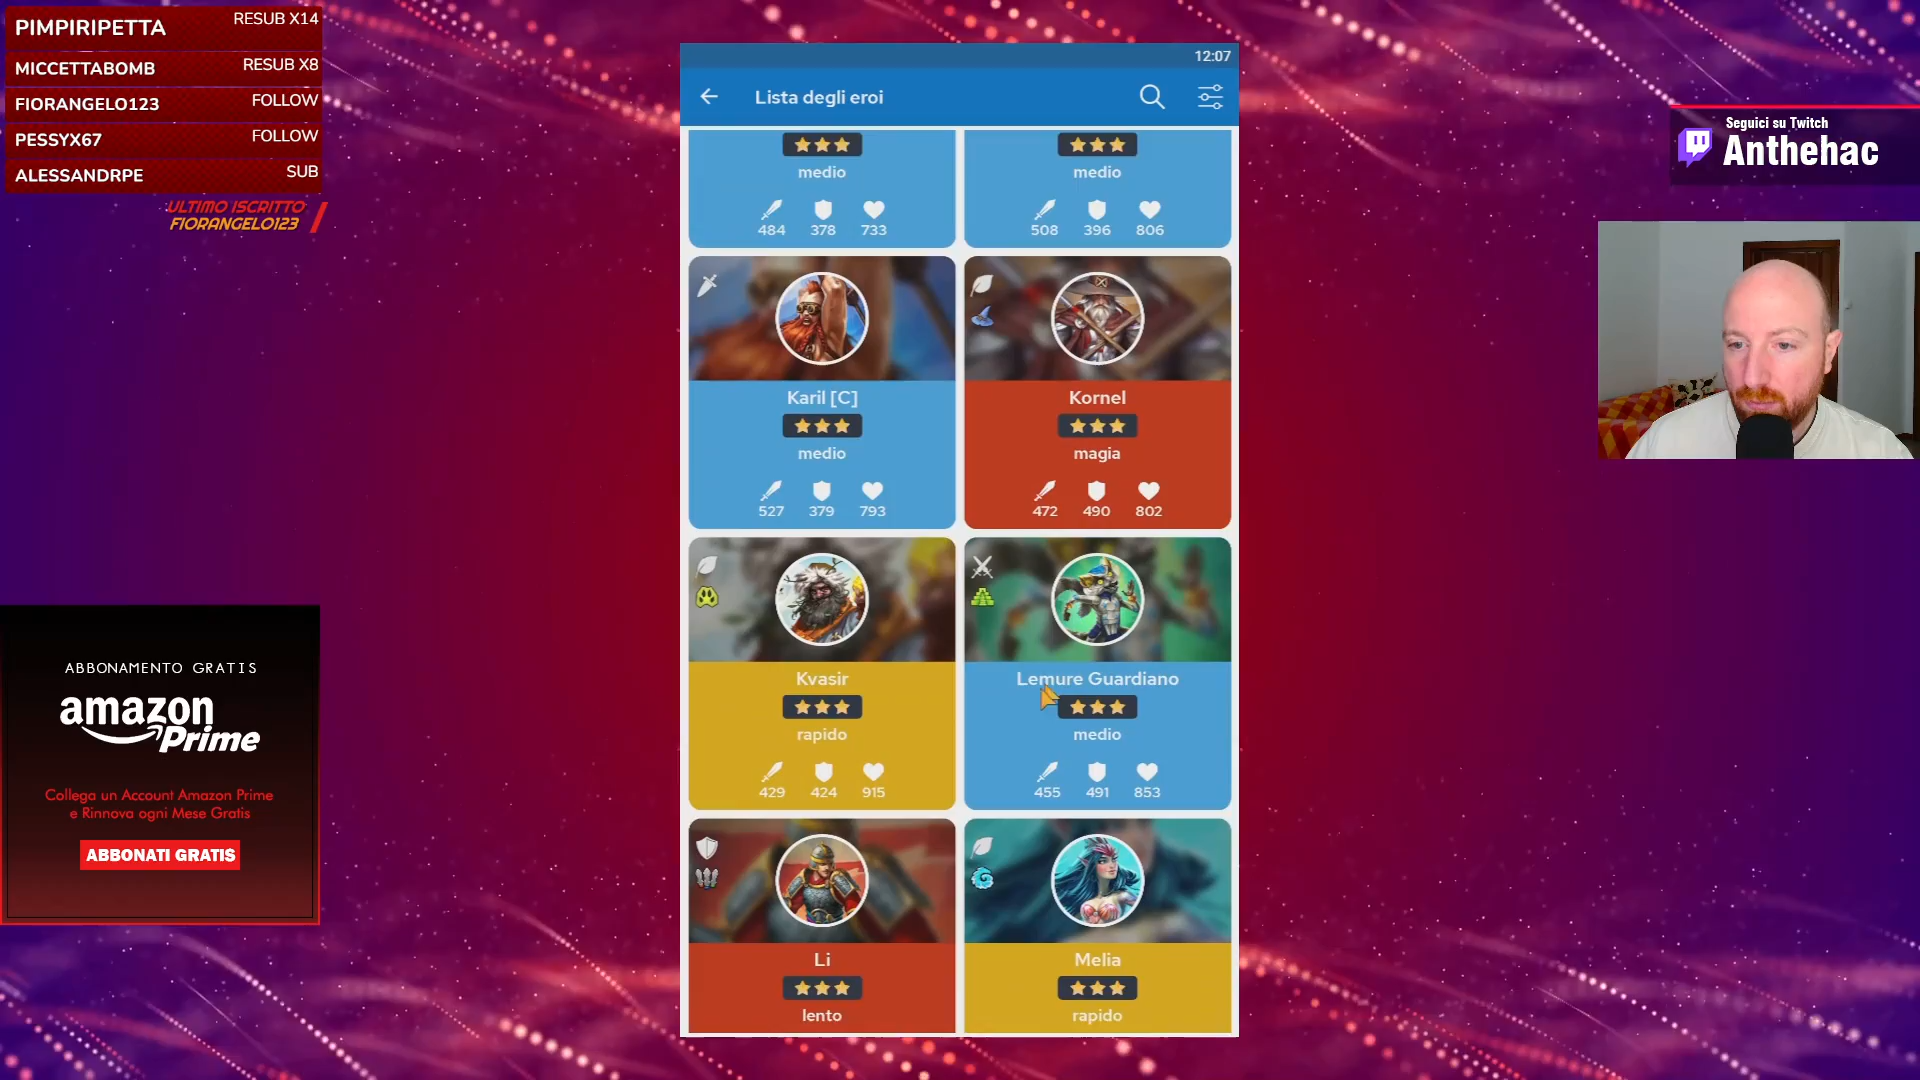 PIMPIRIPETTA RESUB X14
MICCETTABOMB RESUB X8
FIORANGELO123 FOLLOW
PESSYX67 FOLLOW
ALESSANDRPE SUB
ULTIMO ISCRITTO
FIORANGELO123
12:07
Lista degli eroi
medio
484 378 733
medio
508 396 806
Karil [C]
medio
527 379 793
Kornel
magia
472 490 802
Kvasir
rapido
429 424 915
Lemure Guardiano
medio
455 491 853
Li
lento
Melia
rapido
Seguici su Twitch
Anthehac
ABBONAMENTO GRATIS
amazon
Prime
Collega un Account Amazon Prime
e Rinnova ogni Mese Gratis
ABBONATI GRATIS